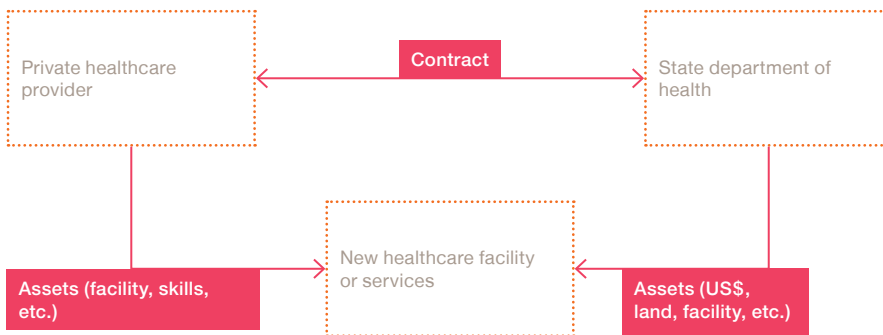 Private healthcare
provider
Contract
State department of
health
New healthcare facility
or services
Assets (facility, skills,
etc.)
Assets (US$,
land, facility, etc.)